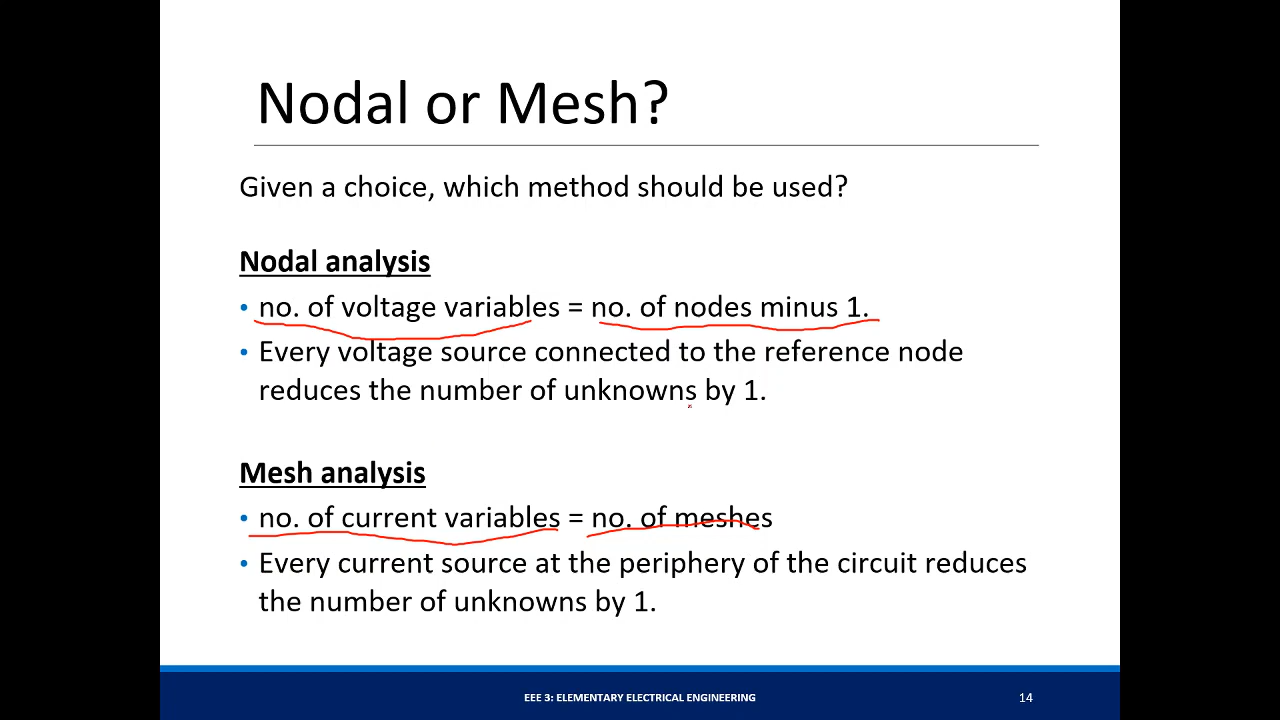 Nodal or Mesh?
Given a choice, which method should be used?
Nodal analysis
• no. of voltage variables = no. of nodes minus 1.
• Every voltage source connected to the reference node
reduces the number of unknowns by 1.
Mesh analysis
• no. of current variables = no. of meshes
• Every current source at the periphery of the circuit reduces
the number of unknowns by 1.
EEE 3: ELEMENTARY ELECTRICAL ENGINEERING
14